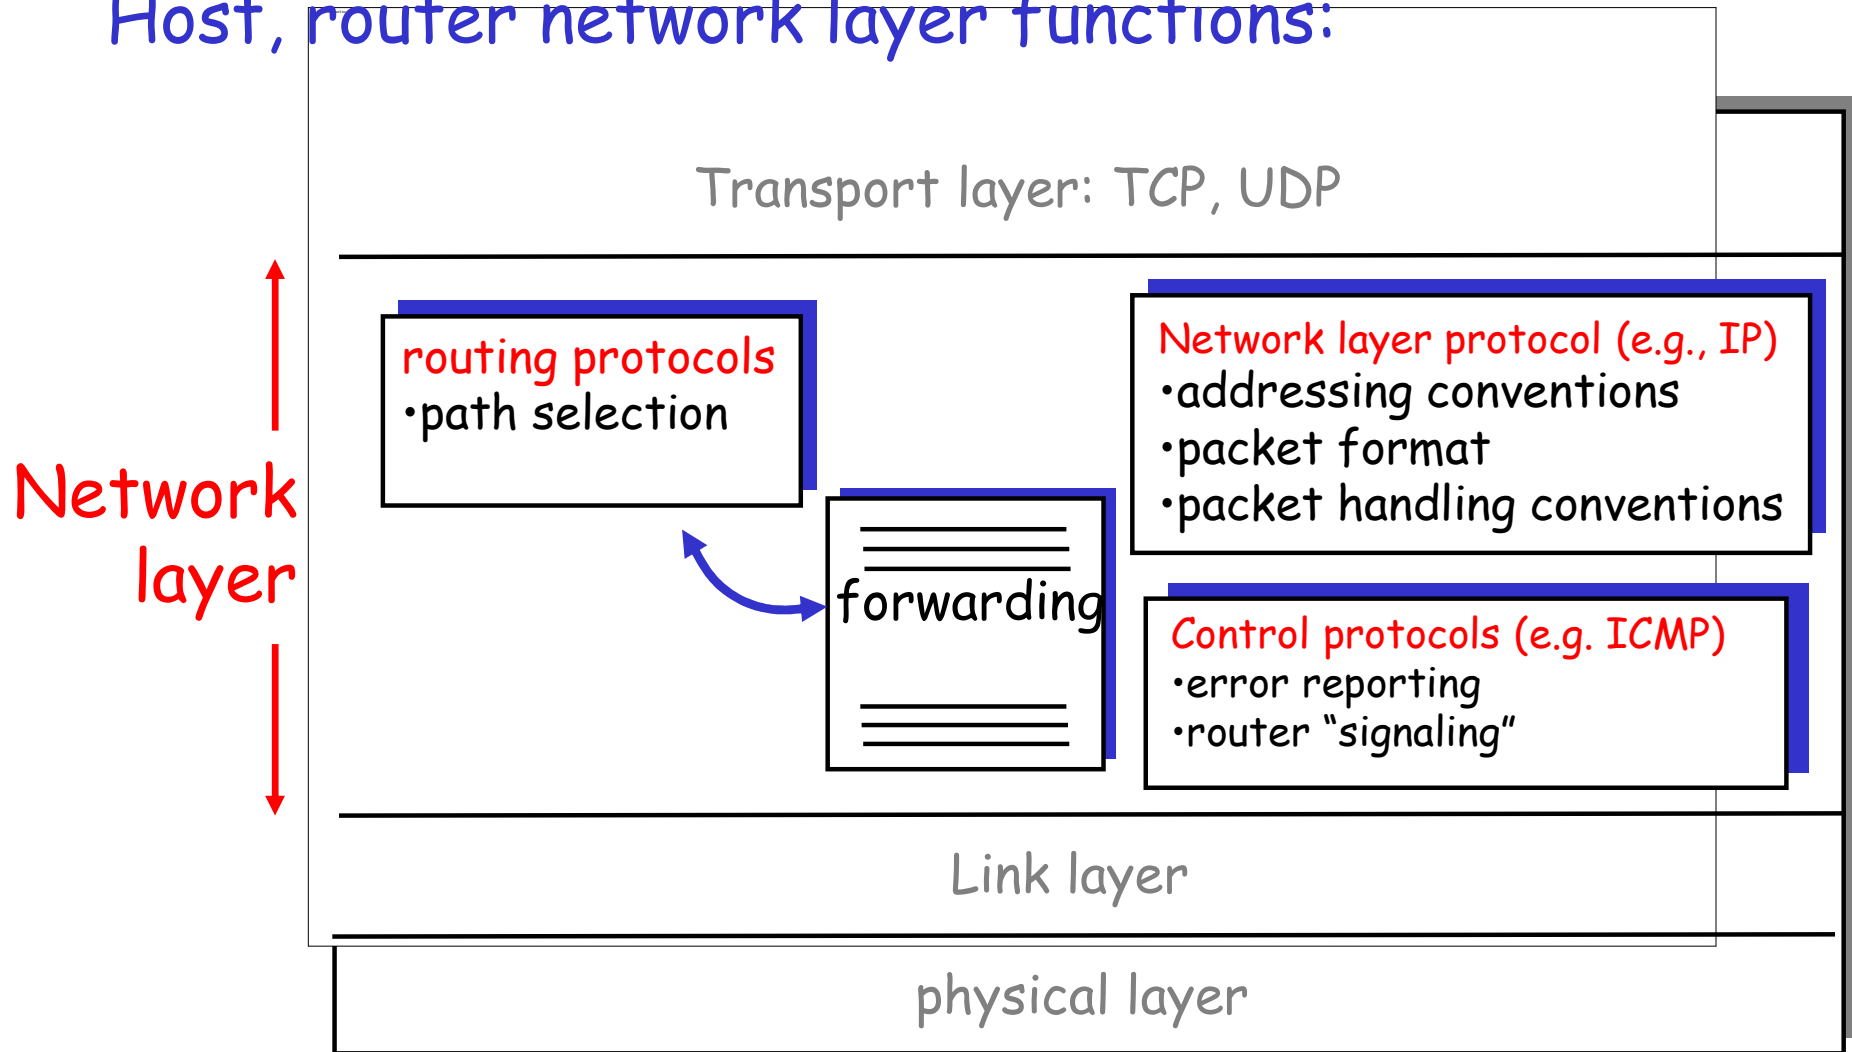 Host, router network layer functions:
Transport layer: TCP, UDP
Network
layer
routing protocols
•path selection
forwarding
Network layer protocol (e.g., IP)
•addressing conventions
•packet format
•packet handling conventions
Control protocols (e.g. ICMP)
•error reporting
•router “signaling”
Link layer
physical layer